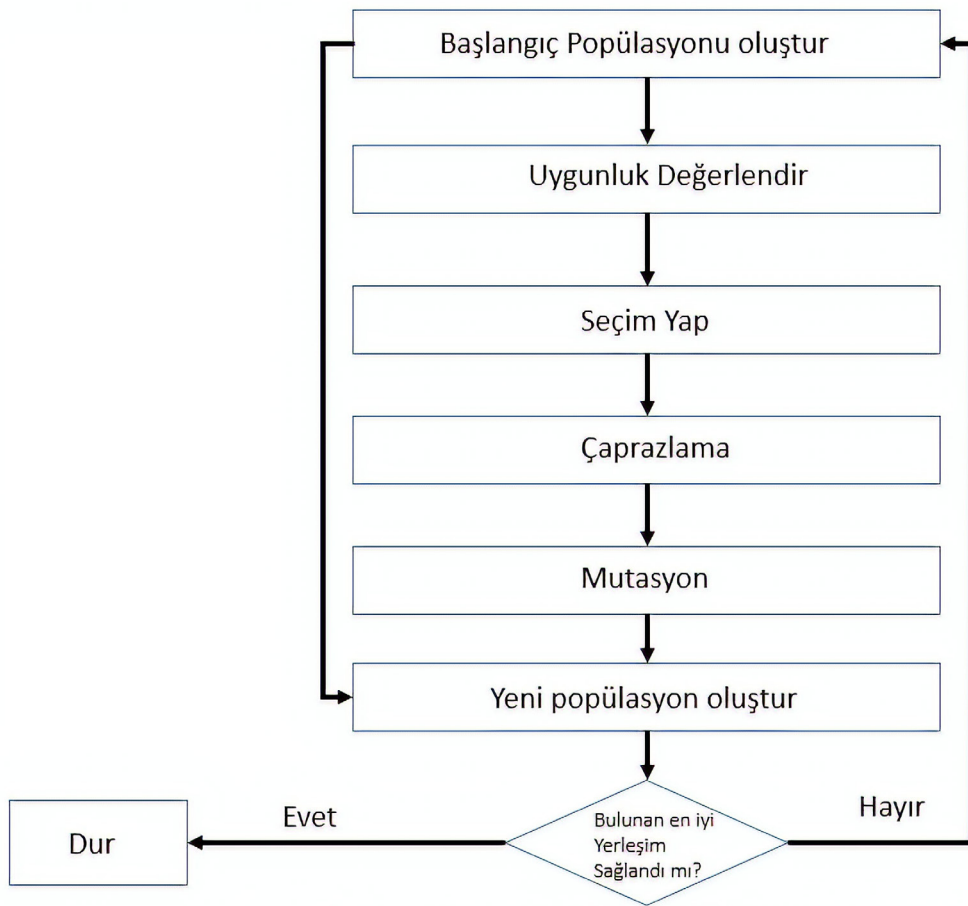 Başlangıç Popülasyonu oluştur
Uygunluk Değerlendir
Seçim Yap
Çaprazlama
Mutasyon
Yeni popülasyon oluştur
Bulunan en iyi
Yerleşim
Sağlandı mı?
Evet
Hayır
Dur